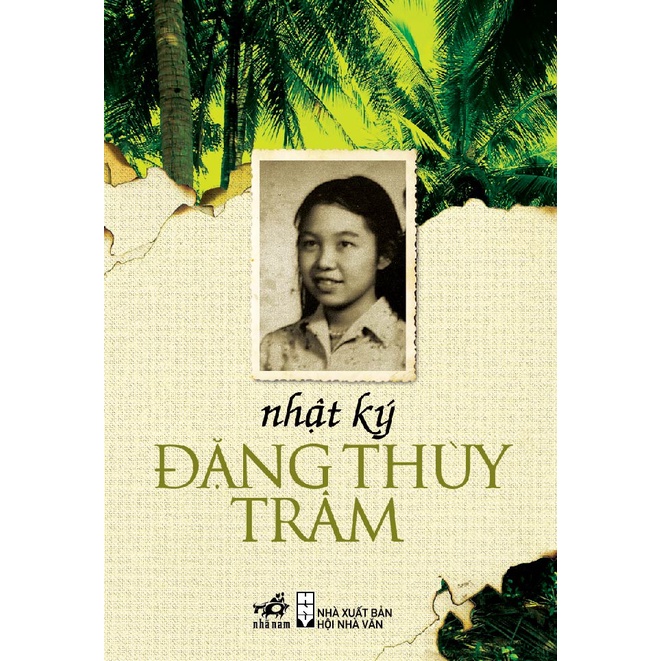 nhật ký
ĐẶNG THÙY
TRÂM
nhã nam
NHÀ XUẤT BẢN
HỘI NHÀ VĂN